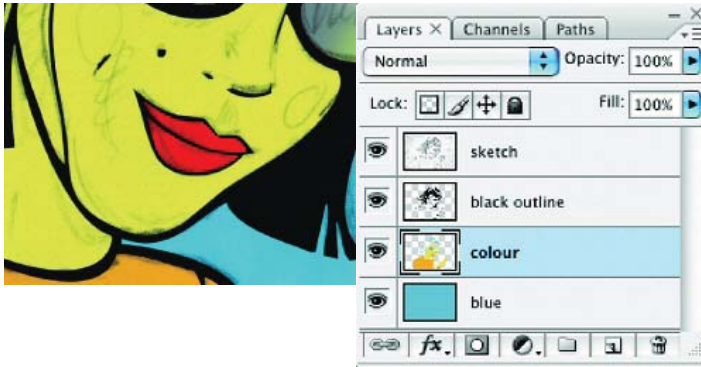 Layers × Channels Paths
Normal Opacity: 100%
Lock: Fill: 100%
sketch
black outline
colour
blue
fx.